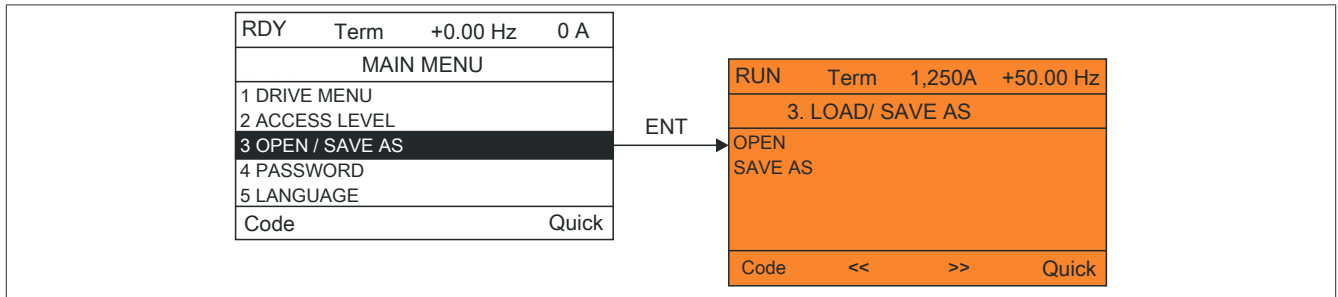 RDY Term +0.00 Hz 0 A
MAIN MENU
1 DRIVE MENU
2 ACCESS LEVEL
3 OPEN / SAVE AS
4 PASSWORD
5 LANGUAGE
Code Quick
ENT
RUN Term 1,250A +50.00 Hz
3. LOAD/ SAVE AS
OPEN
SAVE AS
Code << >> Quick